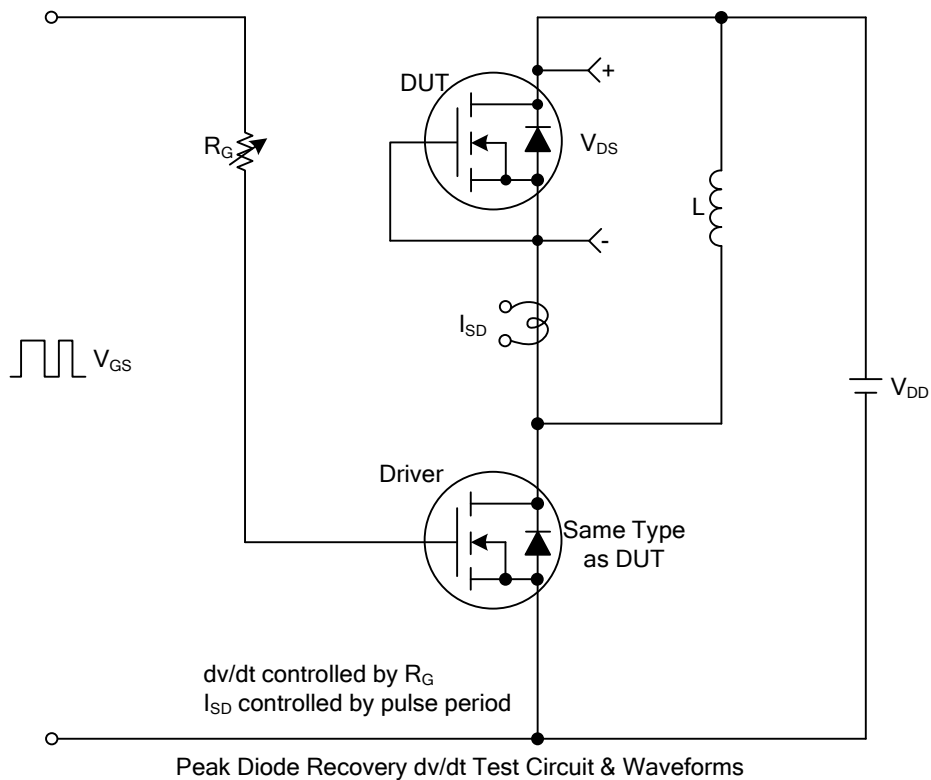 DUT
+
R_G
V_DS
L
-
I_SD
V_GS
V_DD
Driver
Same Type
as DUT
dv/dt controlled by R_G
I_SD controlled by pulse period
Peak Diode Recovery dv/dt Test Circuit & Waveforms